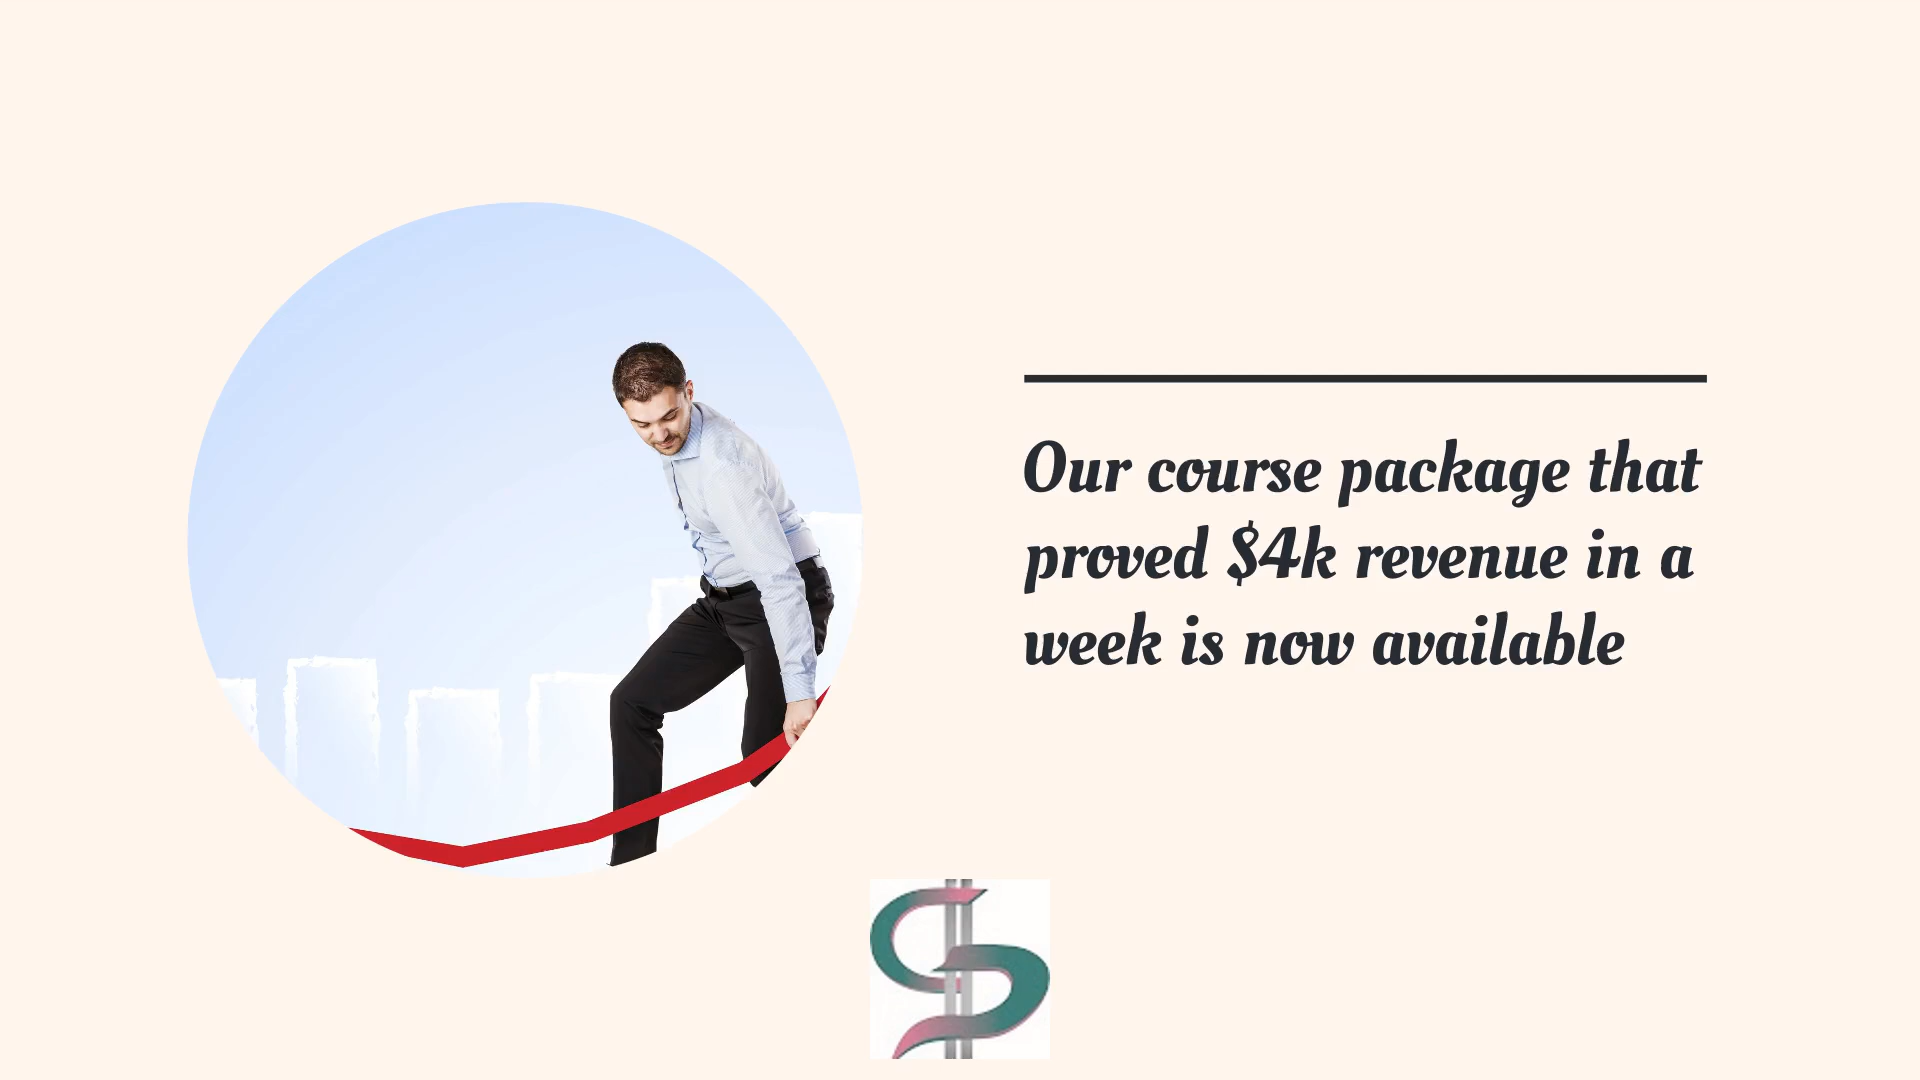 Our course package that
proved $4k revenue in a
week is now available